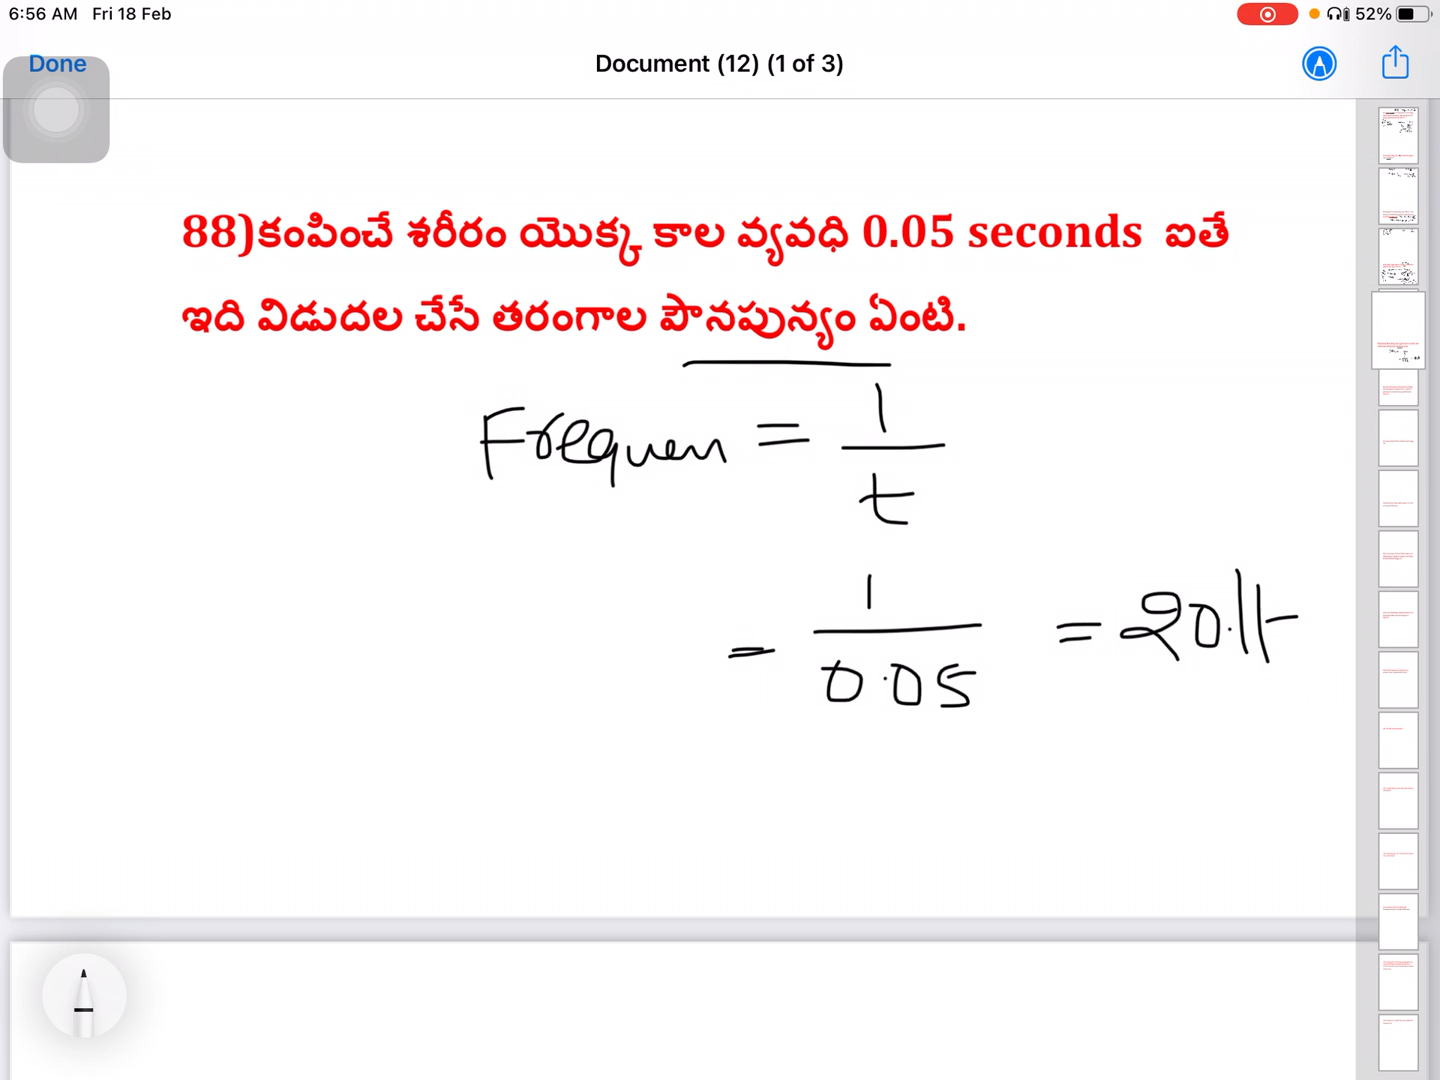 6:56 AM Fri 18 Feb
52%
Done
Document (12) (1 of 3)
88)కంపించే శరీరం యొక్క కాల వ్యవధి 0.05 seconds ఐతే
ఇది విడుదల చేసే తరంగాల పౌనపున్యం ఏంటి.
Frequen = 1/t
= 1/0.05 = 20.H